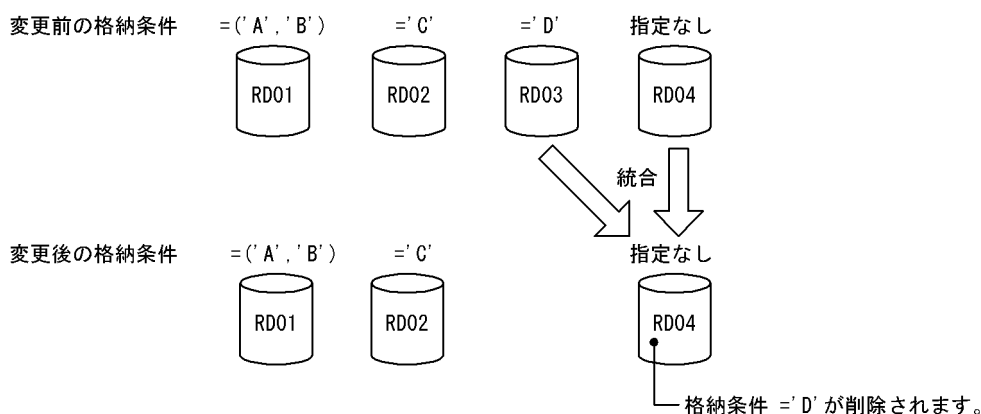 変更前の格納条件 =('A','B') ='C' ='D' 指定なし
RD01 RD02 RD03 RD04
統合
変更後の格納条件 =('A','B') ='C' 指定なし
RD01 RD02 RD04
格納条件 ='D'が削除されます。